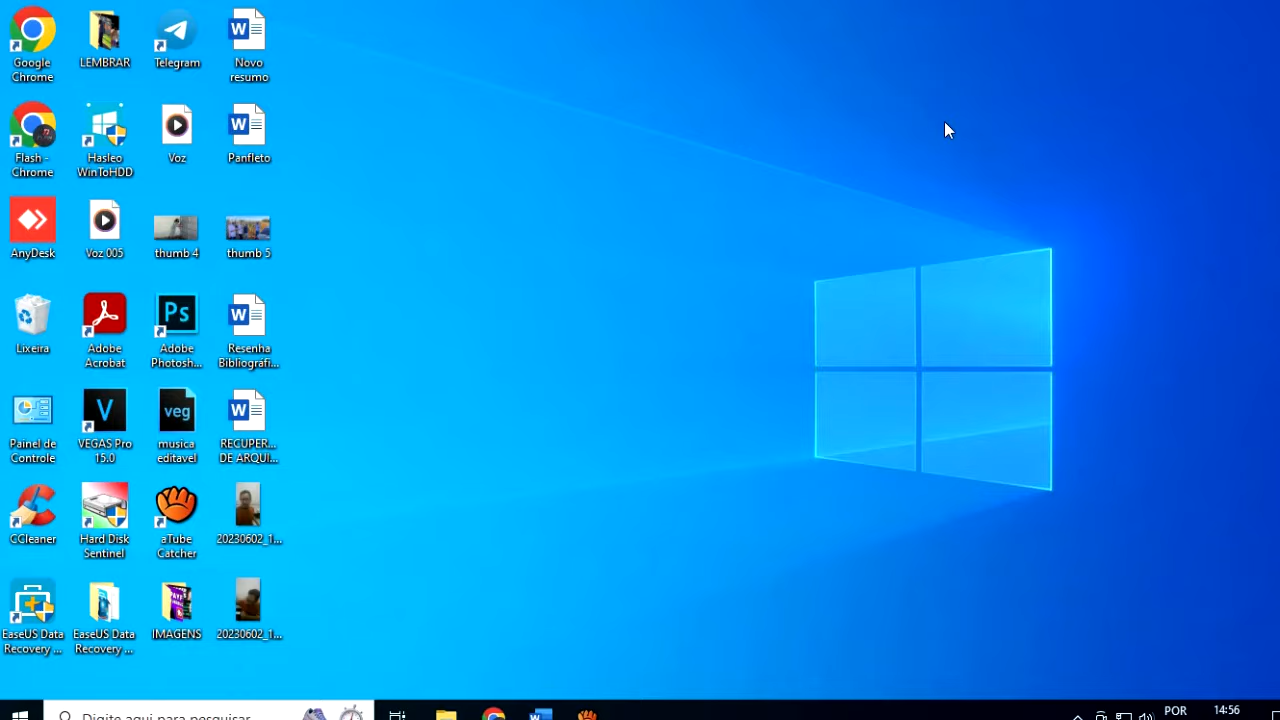 Google
Chrome
LEMBRAR
Telegram
Novo
resumo
Flash -
Chrome
Hasleo
WinToHDD
Voz
Panfleto
AnyDesk
Voz 005
thumb 4
thumb 5
Lixeira
Adobe
Acrobat
Ps
Adobe
Photosh...
Resenha
Bibliográfi...
Painel de
Controle
V
VEGAS Pro
15.0
veg
musica
editavel
RECUPER...
DE ARQUI...
CCleaner
Hard Disk
Sentinel
aTube
Catcher
20230602_1...
EaseUS Data
Recovery ...
EaseUS Data
Recovery ...
IMAGENS
20230602_1...
Digite aqui para pesquisar
POR
14:56